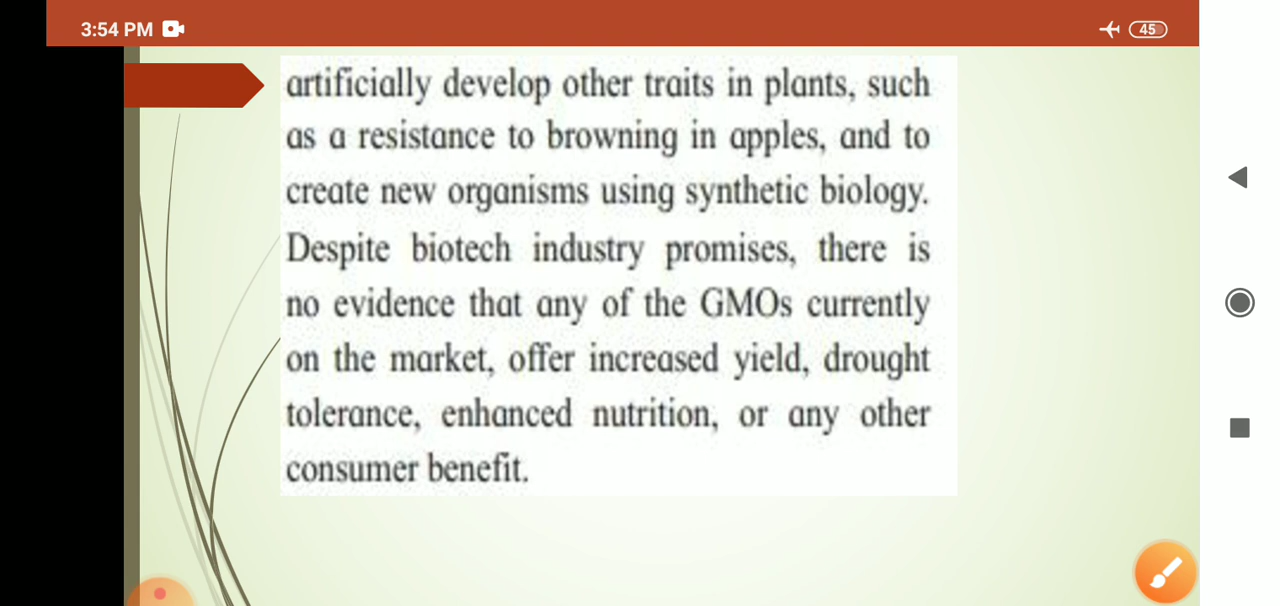 3:54 PM
45
artificially develop other traits in plants, such
as a resistance to browning in apples, and to
create new organisms using synthetic biology.
Despite biotech industry promises, there is
no evidence that any of the GMOs currently
on the market, offer increased yield, drought
tolerance, enhanced nutrition, or any other
consumer benefit.